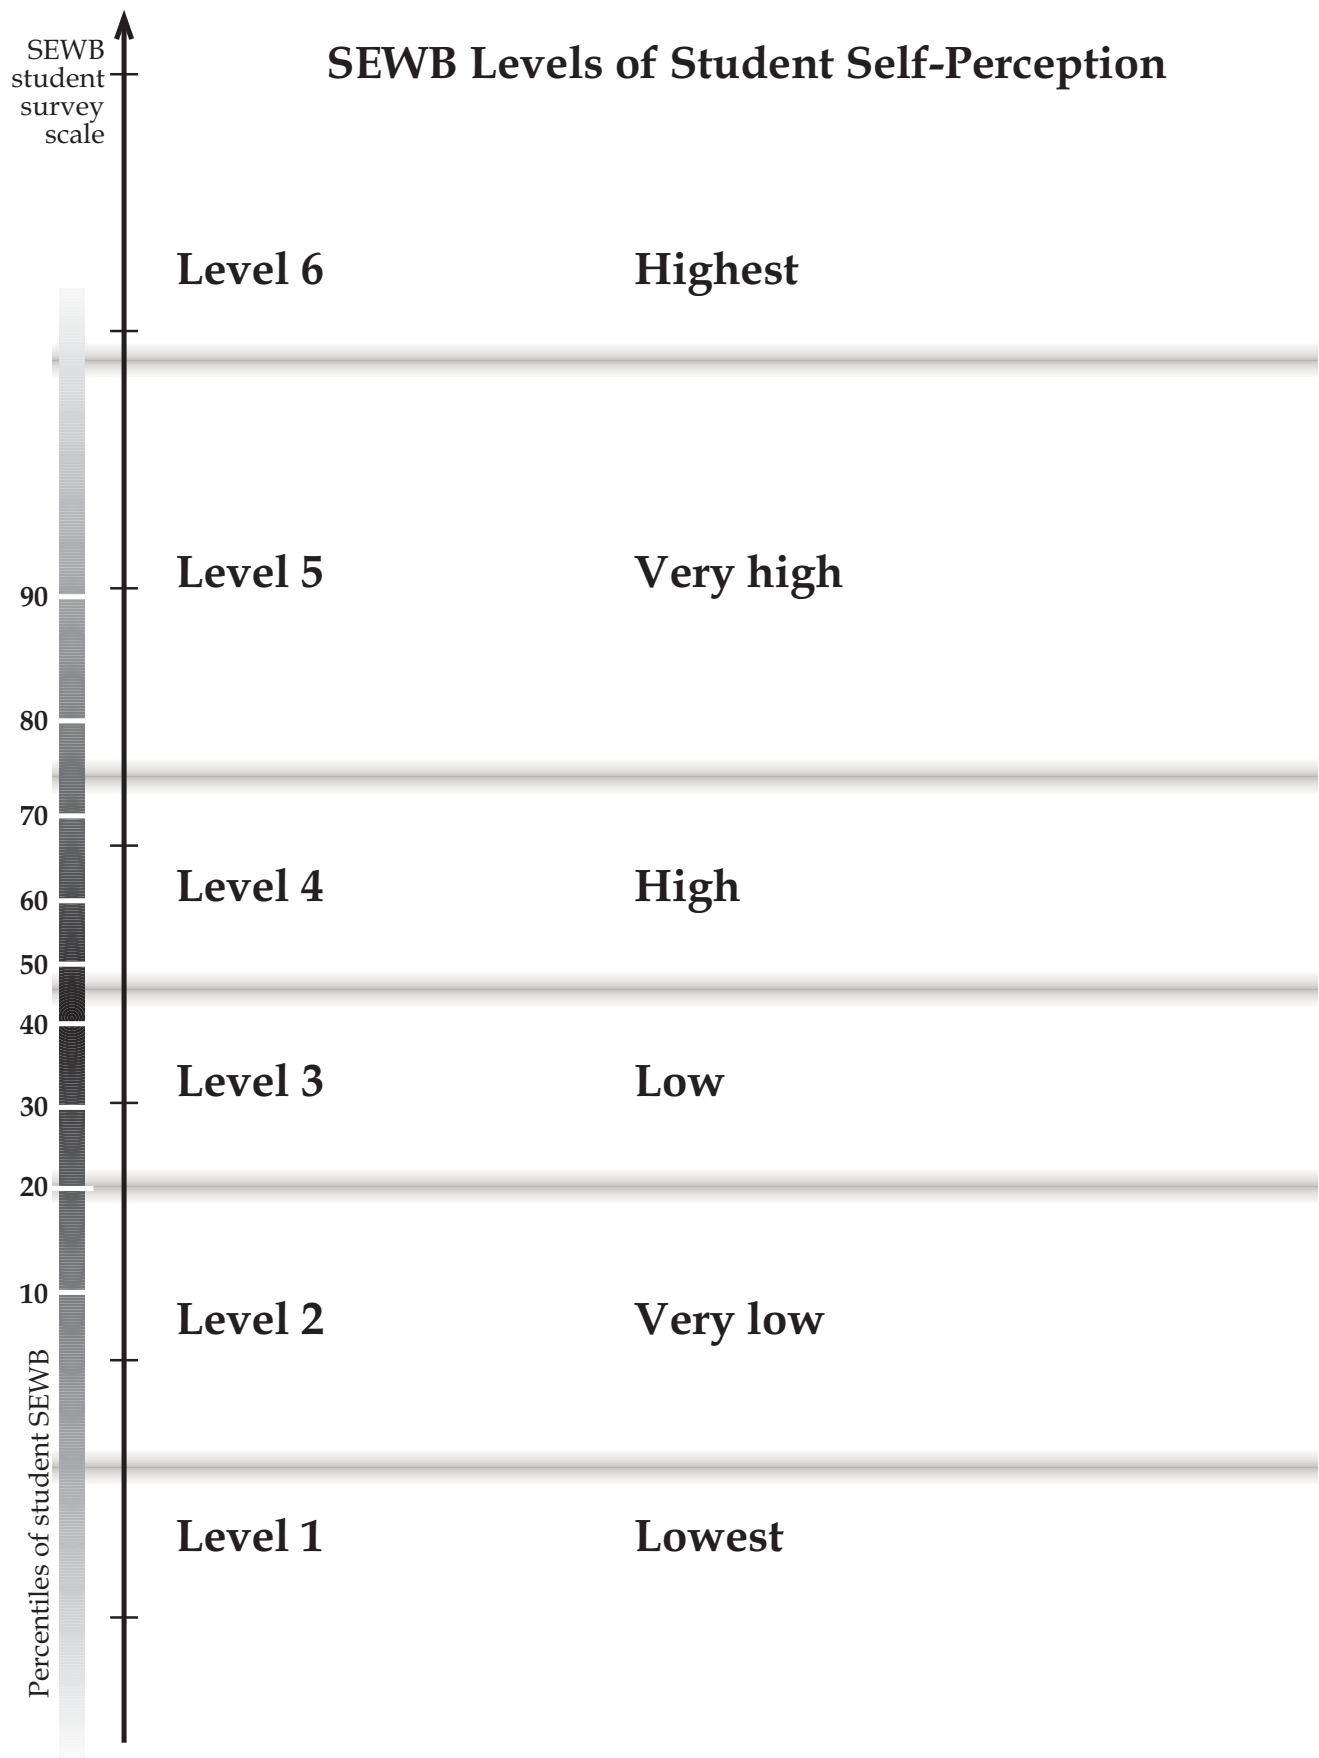 SEWB
student
survey
scale
SEWB Levels of Student Self-Perception
Level 6 Highest
Level 5 Very high
90
80
70
Level 4 High
60
50
40
Level 3 Low
30
20
10
Level 2 Very low
Percentiles of student SEWB
Level 1 Lowest